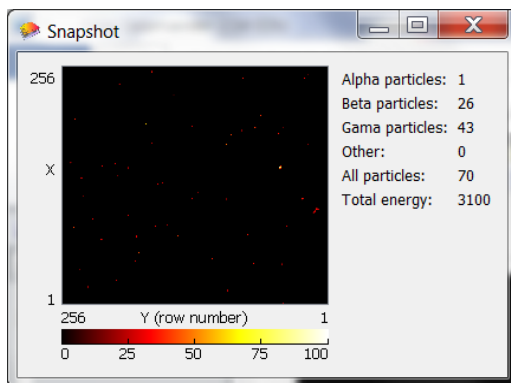 Snapshot
256
X
1
256 Y (row number) 1
0 25 50 75 100
Alpha particles: 1
Beta particles: 26
Gama particles: 43
Other: 0
All particles: 70
Total energy: 3100